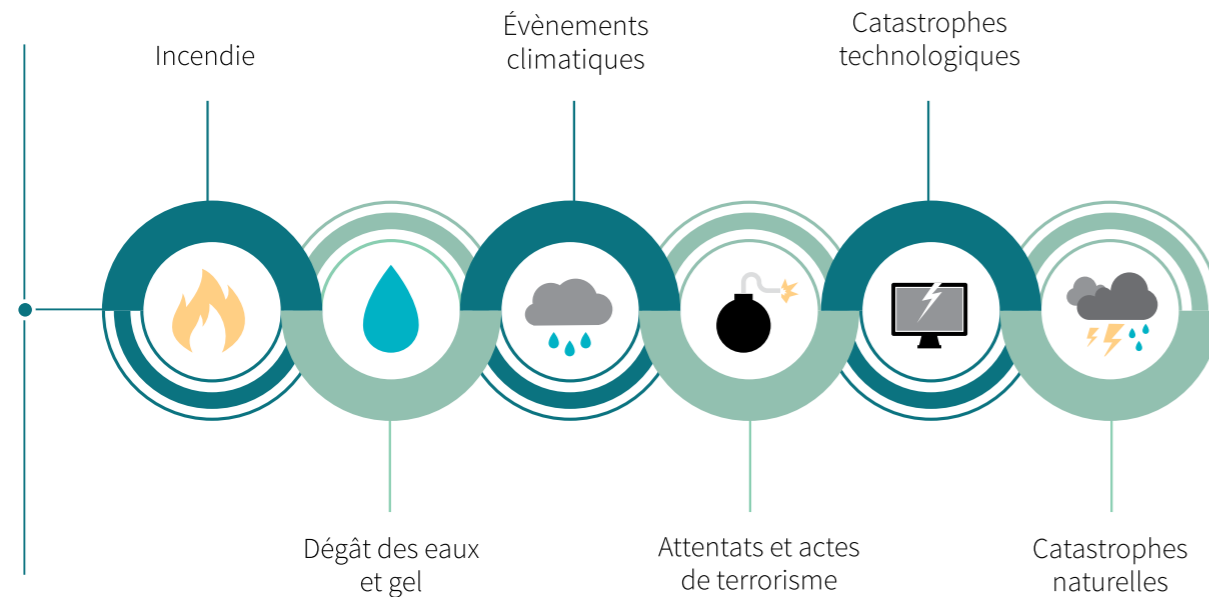 Incendie
Évènements
climatiques
Catastrophes
technologiques
Dégât des eaux
et gel
Attentats et actes
de terrorisme
Catastrophes
naturelles